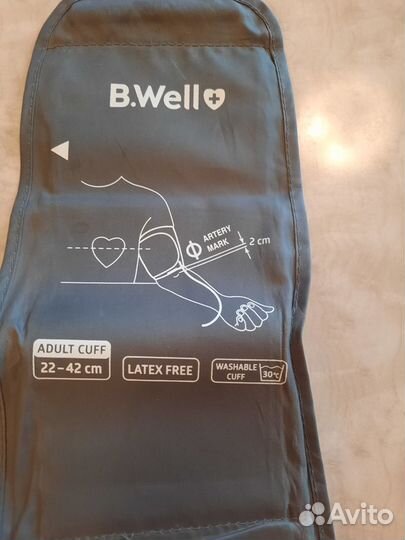 B.Well
ARTERY
MARK
2 cm
ADULT CUFF
22-42 cm
LATEX FREE
WASHABLE
CUFF
30°C
Avito